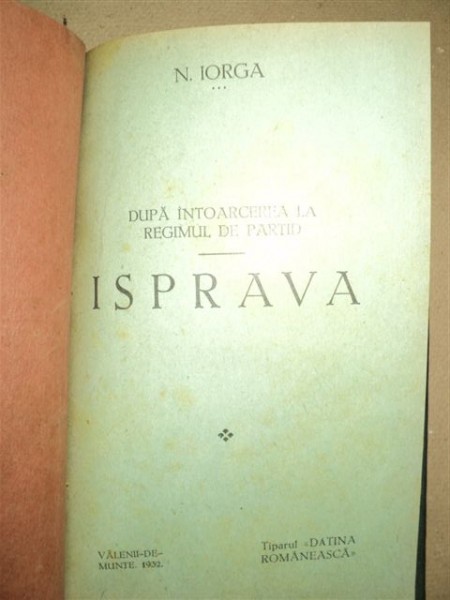 N. IORGA
DUPĂ ÎNTOARCEREA LA
REGIMUL DE PARTID
ISPRAVA
VĂLENII-DE-
MUNTE. 1932.
Tiparul «DATINA
ROMÂNEASCĂ»